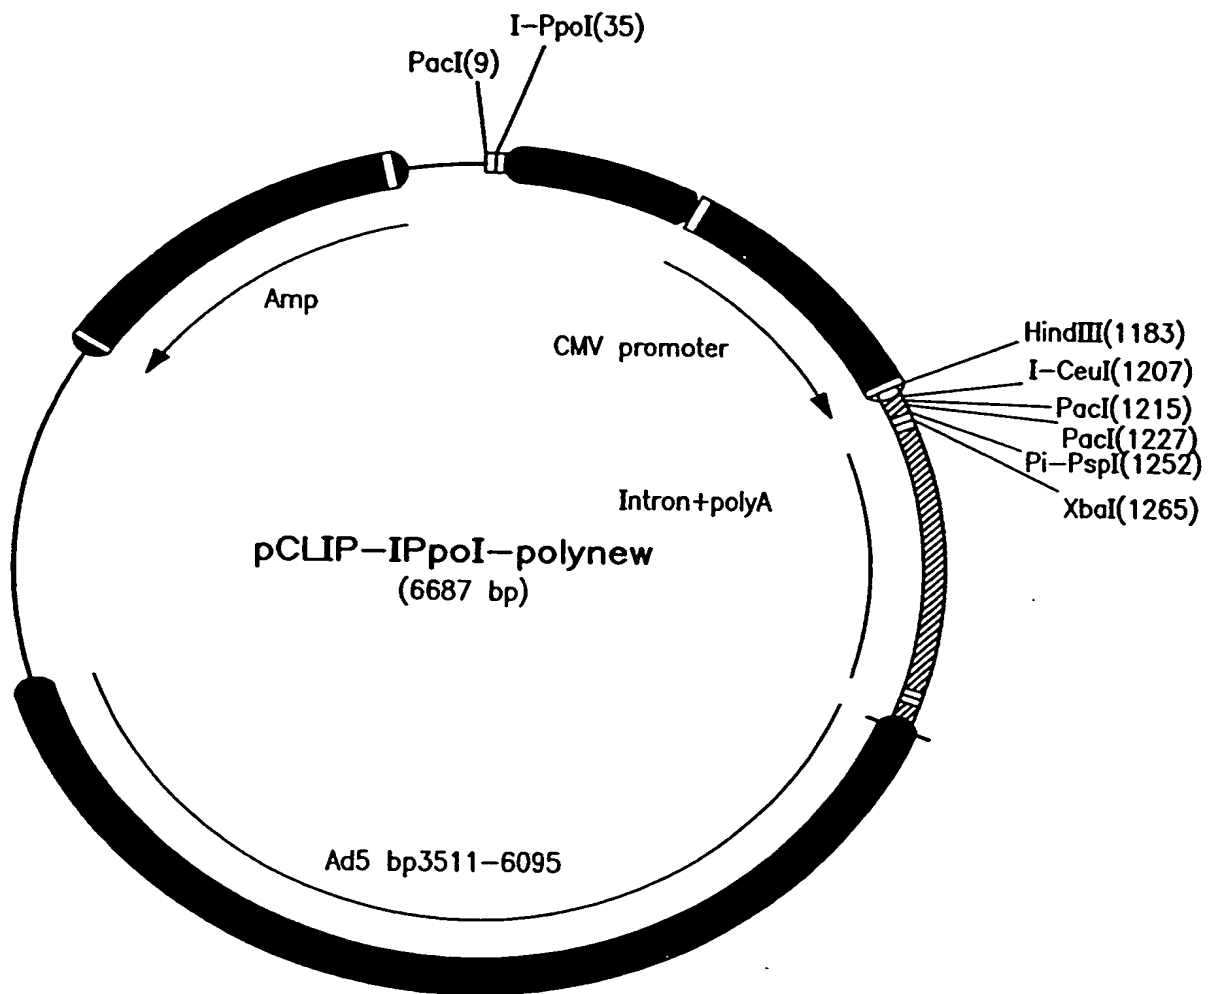 I-PpoI(35)
PacI(9)
Amp
CMV promoter
HindIII(1183)
I-CeuI(1207)
PacI(1215)
PacI(1227)
Pi-PspI(1252)
XbaI(1265)
Intron+polyA
pCLIP-IPpoI-polynew
(6687 bp)
Ad5 bp3511-6095